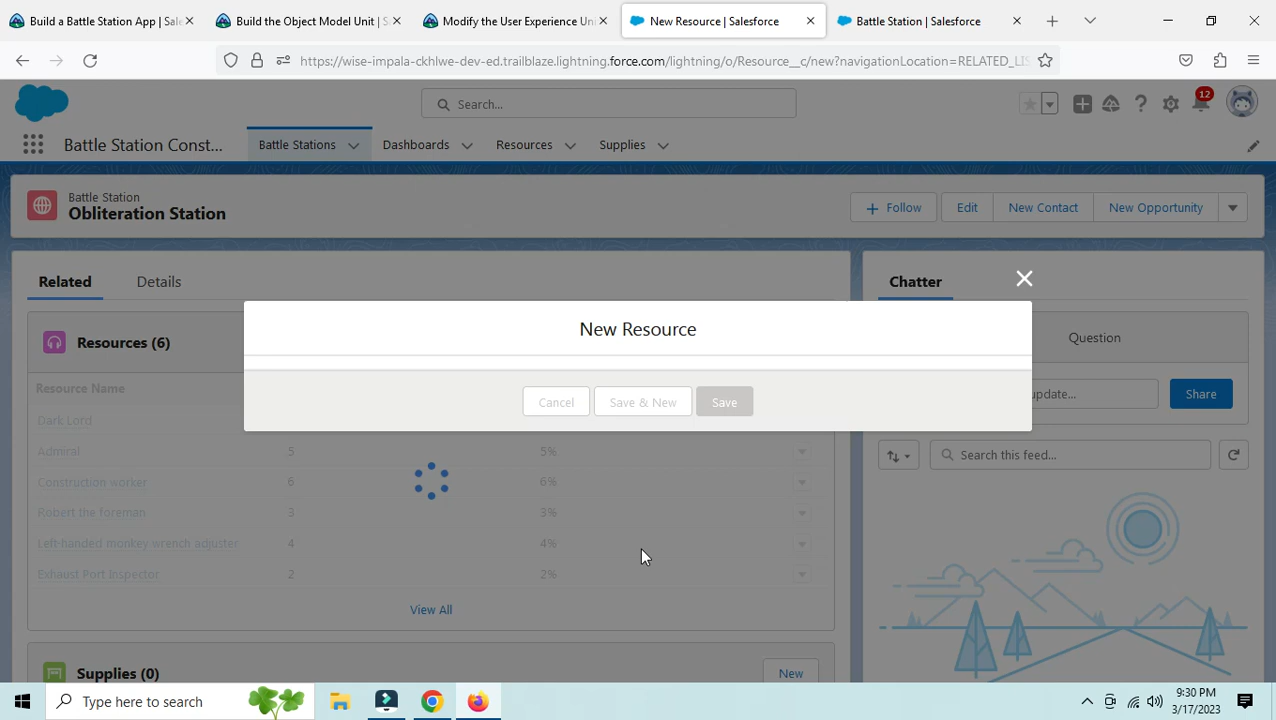 Build a Battle Station App | Sale
Build the Object Model Unit | S
Modify the User Experience Un
New Resource | Salesforce
Battle Station | Salesforce
https://wise-impala-ckhlwe-dev-ed.trailblaze.lightning.force.com/lightning/o/Resource__c/new?navigationLocation=RELATED_LIS
Search...
12
Battle Station Const...
Battle Stations
Dashboards
Resources
Supplies
Battle Station
Obliteration Station
Follow
Edit
New Contact
New Opportunity
Related
Details
Chatter
Resources (6)
New Resource
Question
Resource Name
Cancel
Save & New
Save
update...
Share
Dark Lord
Admiral
5
5%
Search this feed...
Construction worker
6
6%
Robert the foreman
3
3%
Left-handed monkey wrench adjuster
4
4%
Exhaust Port Inspector
2
2%
View All
Supplies (0)
New
Type here to search
9:30 PM
3/17/2023